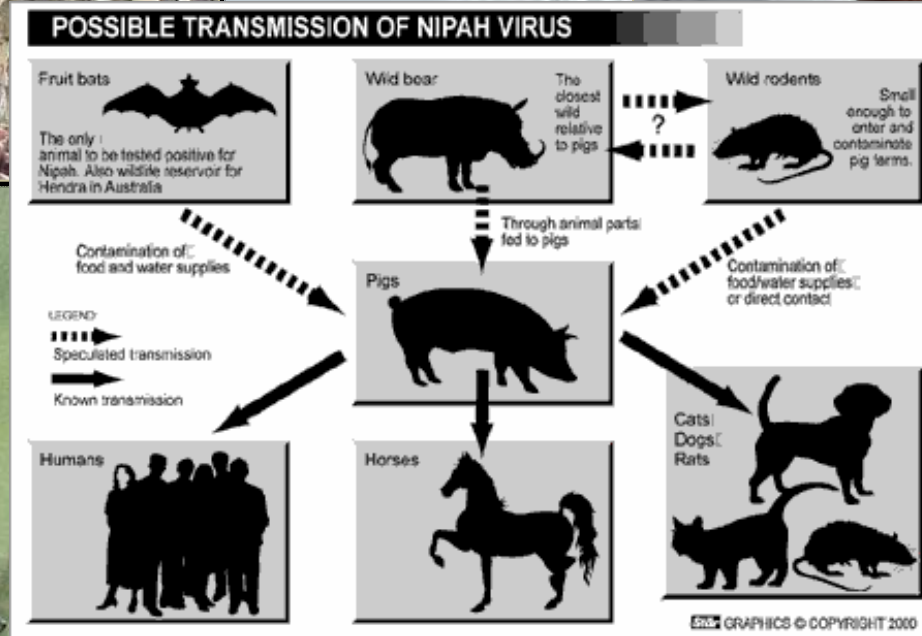 POSSIBLE TRANSMISSION OF NIPAH VIRUS
Fruit bats
The only
animal to be tested positive for
Nipah. Also wildlife reservoir for
Hendra in Australia
Wild bear
The
closest
wild
relative
to pigs
?
Wild rodents
Small
enough to
enter and
contaminate
pig farms.
Contamination of
food and water supplies
Through animal parts
fed to pigs
Contamination of
food/water supplies
or direct contact
Pigs
LEGEND:
Speculated transmission
Known transmission
Humans
Horses
Cats
Dogs
Rats
GRAPHICS © COPYRIGHT 2000